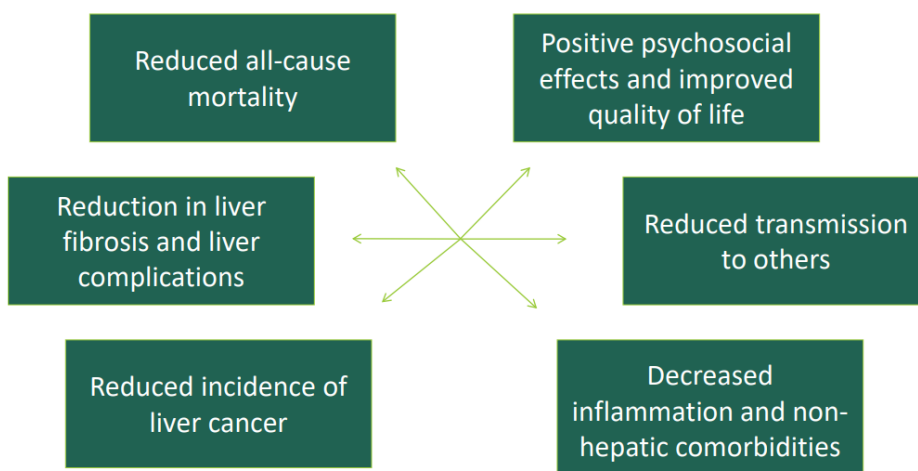 Reduced all-cause
mortality
Positive psychosocial
effects and improved
quality of life
Reduction in liver
fibrosis and liver
complications
Reduced transmission
to others
Reduced incidence of
liver cancer
Decreased
inflammation and non-
hepatic comorbidities